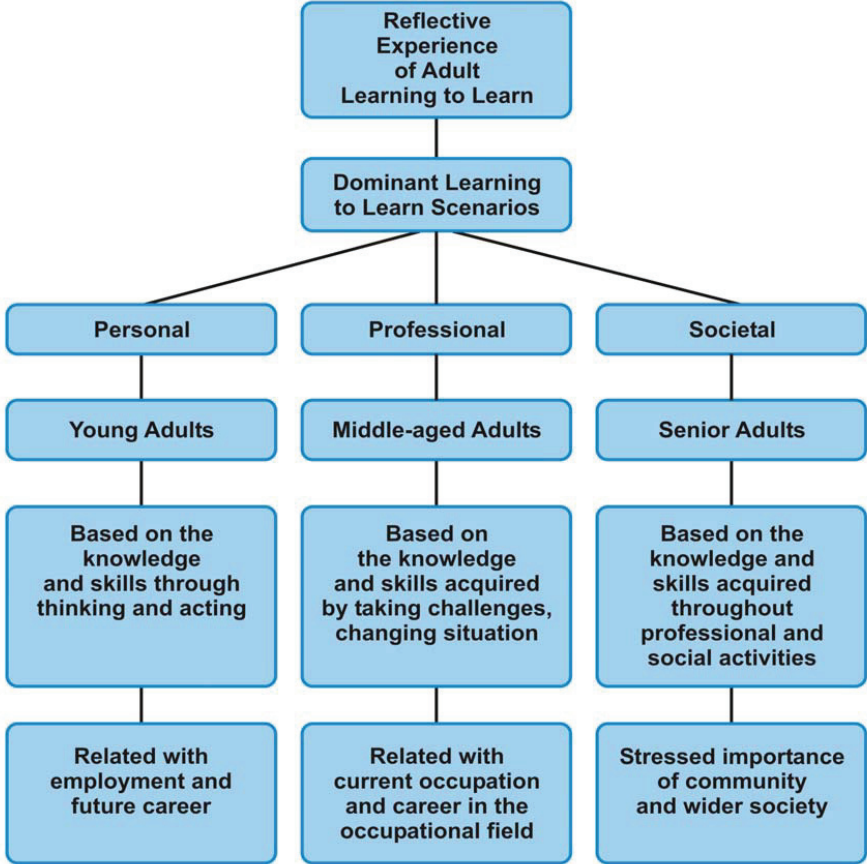 Reflective
Experience
of Adult
Learning to Learn
Dominant Learning
to Learn Scenarios
Personal
Professional
Societal
Young Adults
Middle-aged Adults
Senior Adults
Based on the
knowledge
and skills through
thinking and acting
Based on
the knowledge
and skills acquired
by taking challenges,
changing situation
Based on the
knowledge and
skills acquired
throughout
professional and
social activities
Related with
employment and
future career
Related with
current occupation
and career in the
occupational field
Stressed importance
of community
and wider society